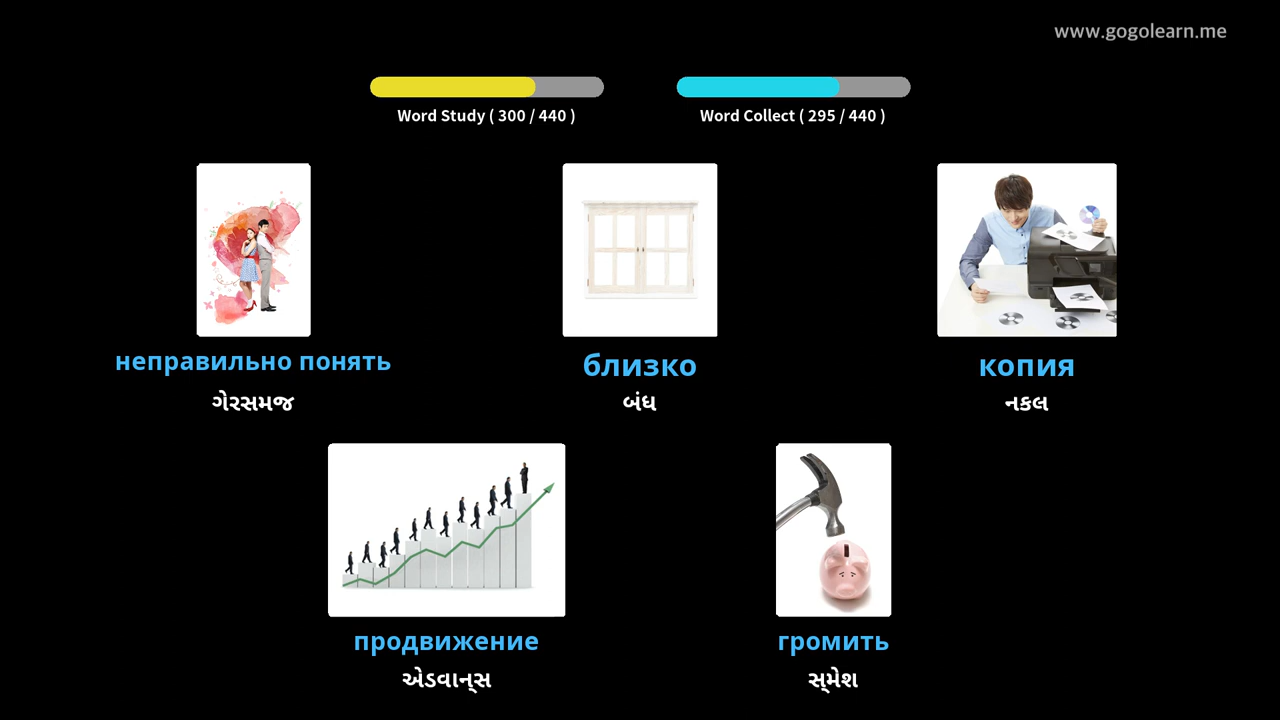 www.gogolearn.me
Word Study ( 300 / 440 )
Word Collect ( 295 / 440 )
неправильно понять
ગેરસમજ
близко
બંધ
копия
નકલ
продвижение
એડવાન્સ
громить
સ્મેશ